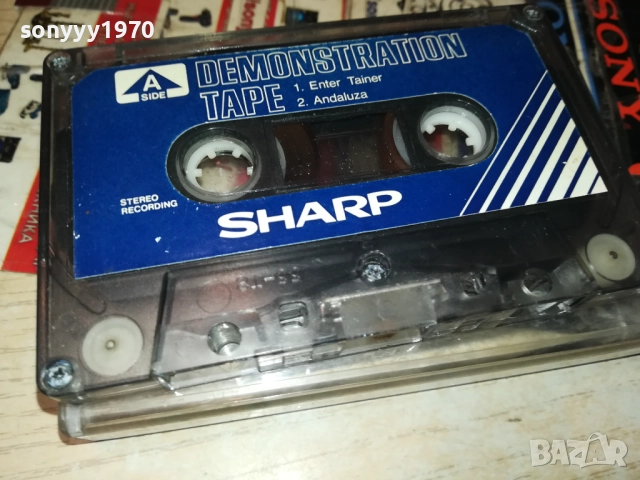 sonyyy1970
A
SIDE
DEMONSTRATION
TAPE
1. Enter Tainer
2. Andaluza
STEREO
RECORDING
SHARP
SONY
BAZAR.bg